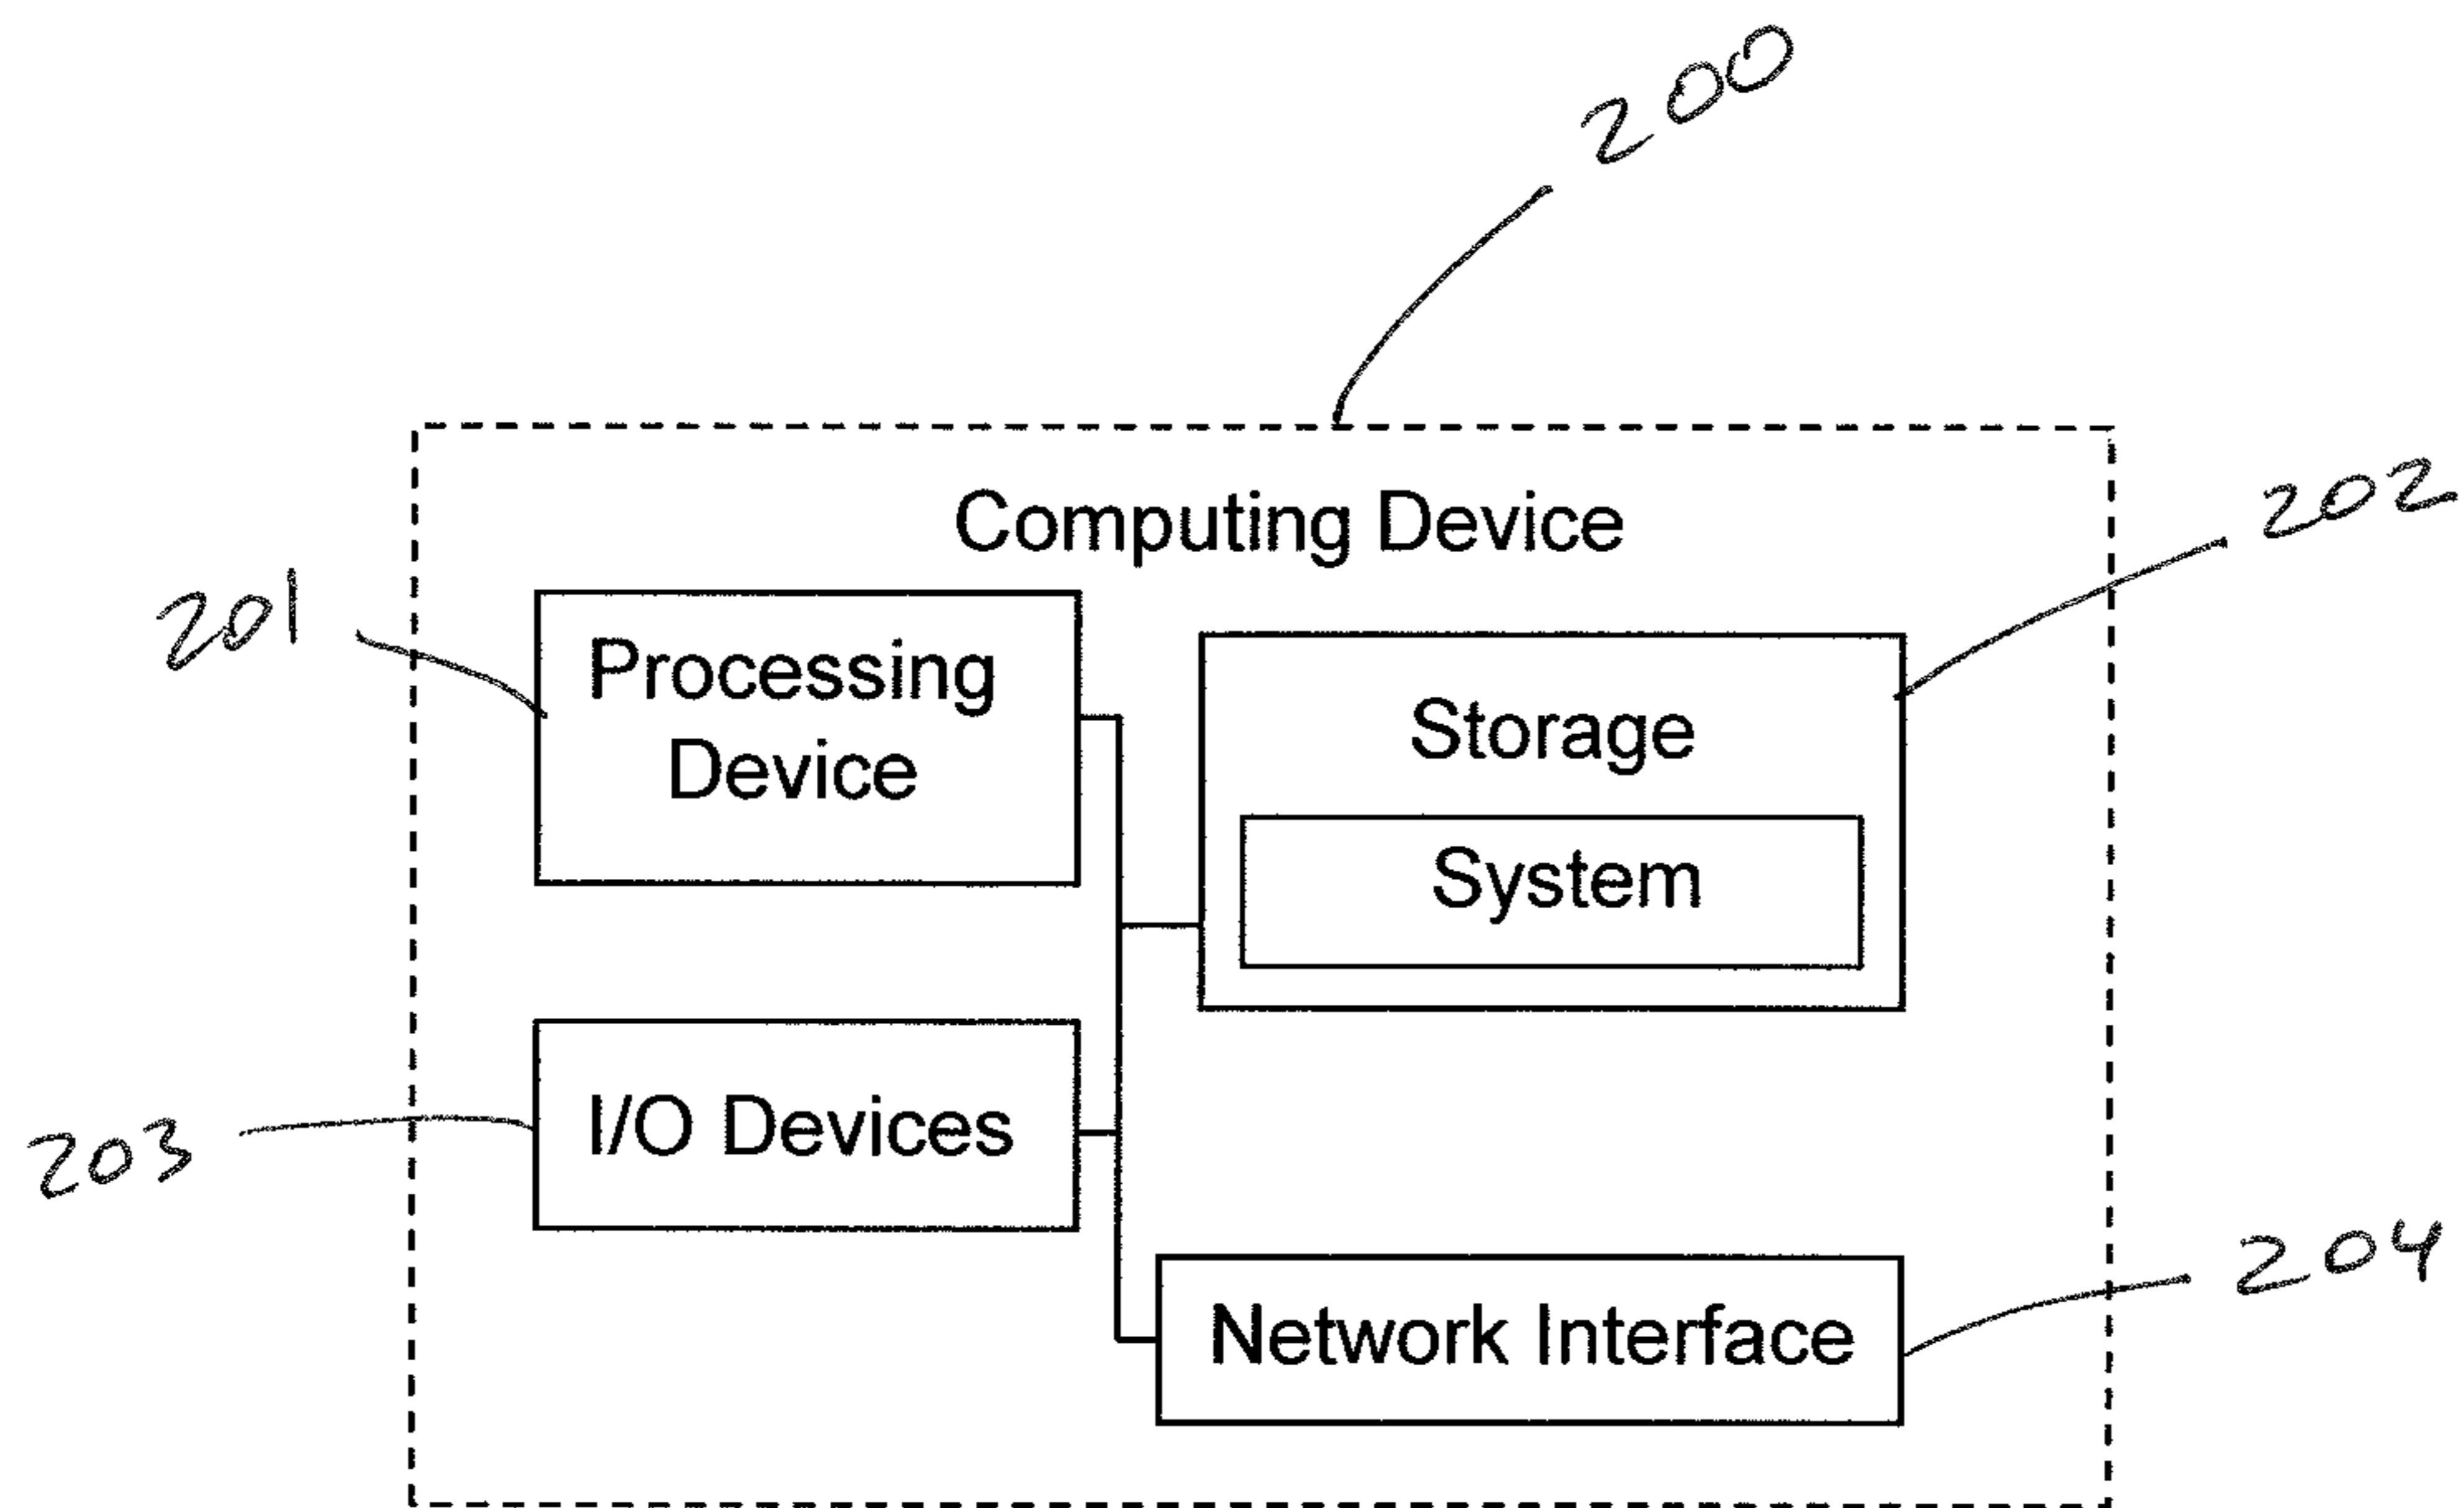 200
Computing Device
202
201
Processing
Device
Storage
System
I/O Devices
203
204
Network Interface